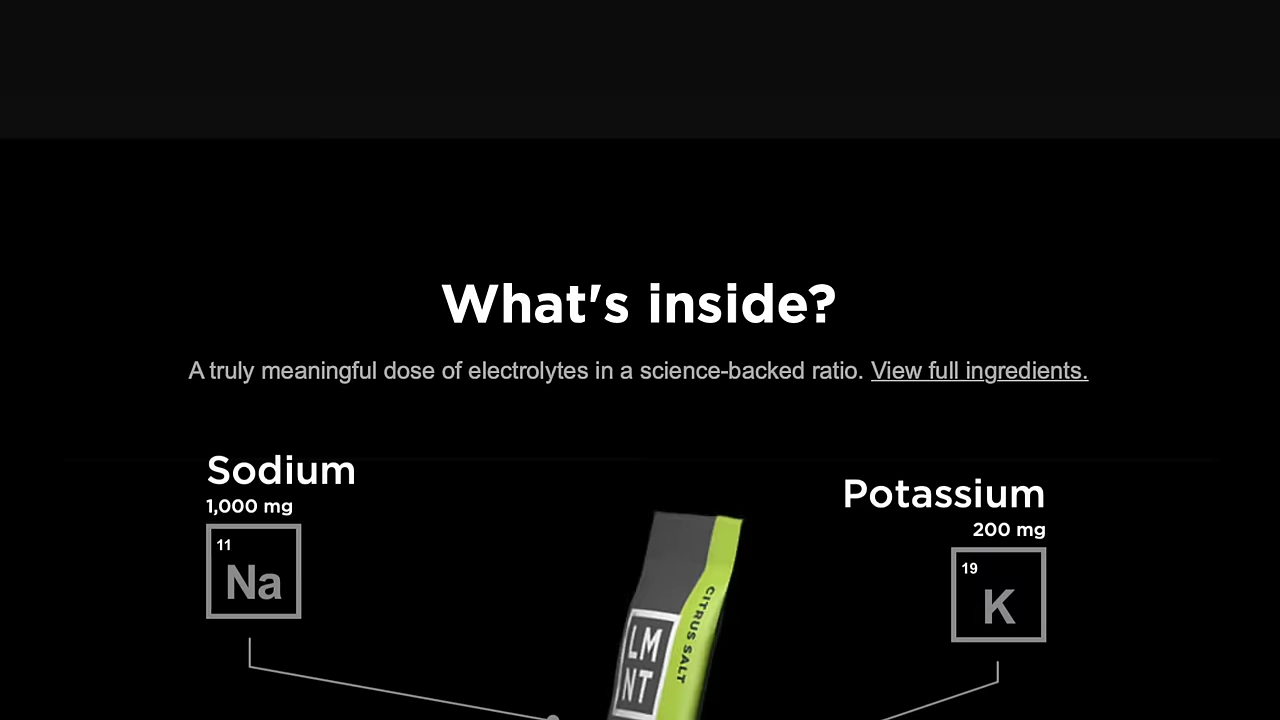 What's inside?
A truly meaningful dose of electrolytes in a science-backed ratio. View full ingredients.
Sodium
1,000 mg
11
Na
Potassium
200 mg
19
K
CITRUS SALT
LM
NT